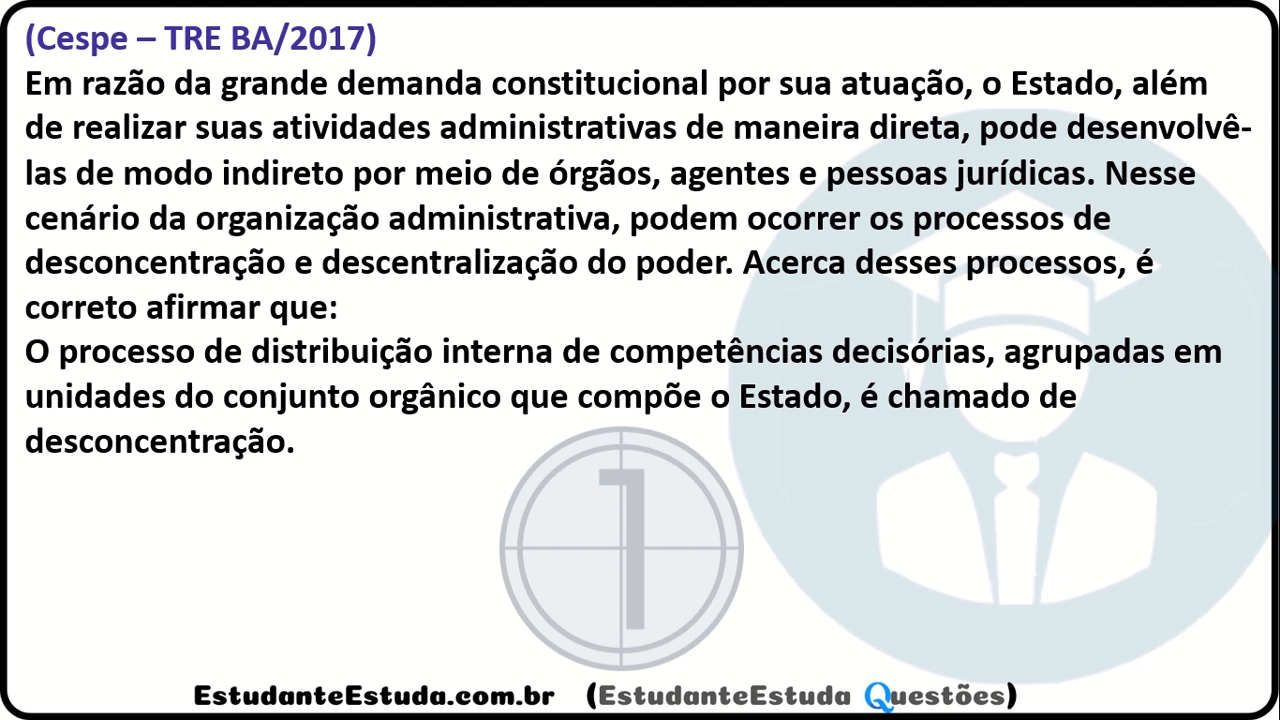 (Cespe – TRE BA/2017)
Em razão da grande demanda constitucional por sua atuação, o Estado, além
de realizar suas atividades administrativas de maneira direta, pode desenvolvê-
las de modo indireto por meio de órgãos, agentes e pessoas jurídicas. Nesse
cenário da organização administrativa, podem ocorrer os processos de
desconcentração e descentralização do poder. Acerca desses processos, é
correto afirmar que:
O processo de distribuição interna de competências decisórias, agrupadas em
unidades do conjunto orgânico que compõe o Estado, é chamado de
desconcentração.
1
EstudanteEstuda.com.br (EstudanteEstuda Questões)